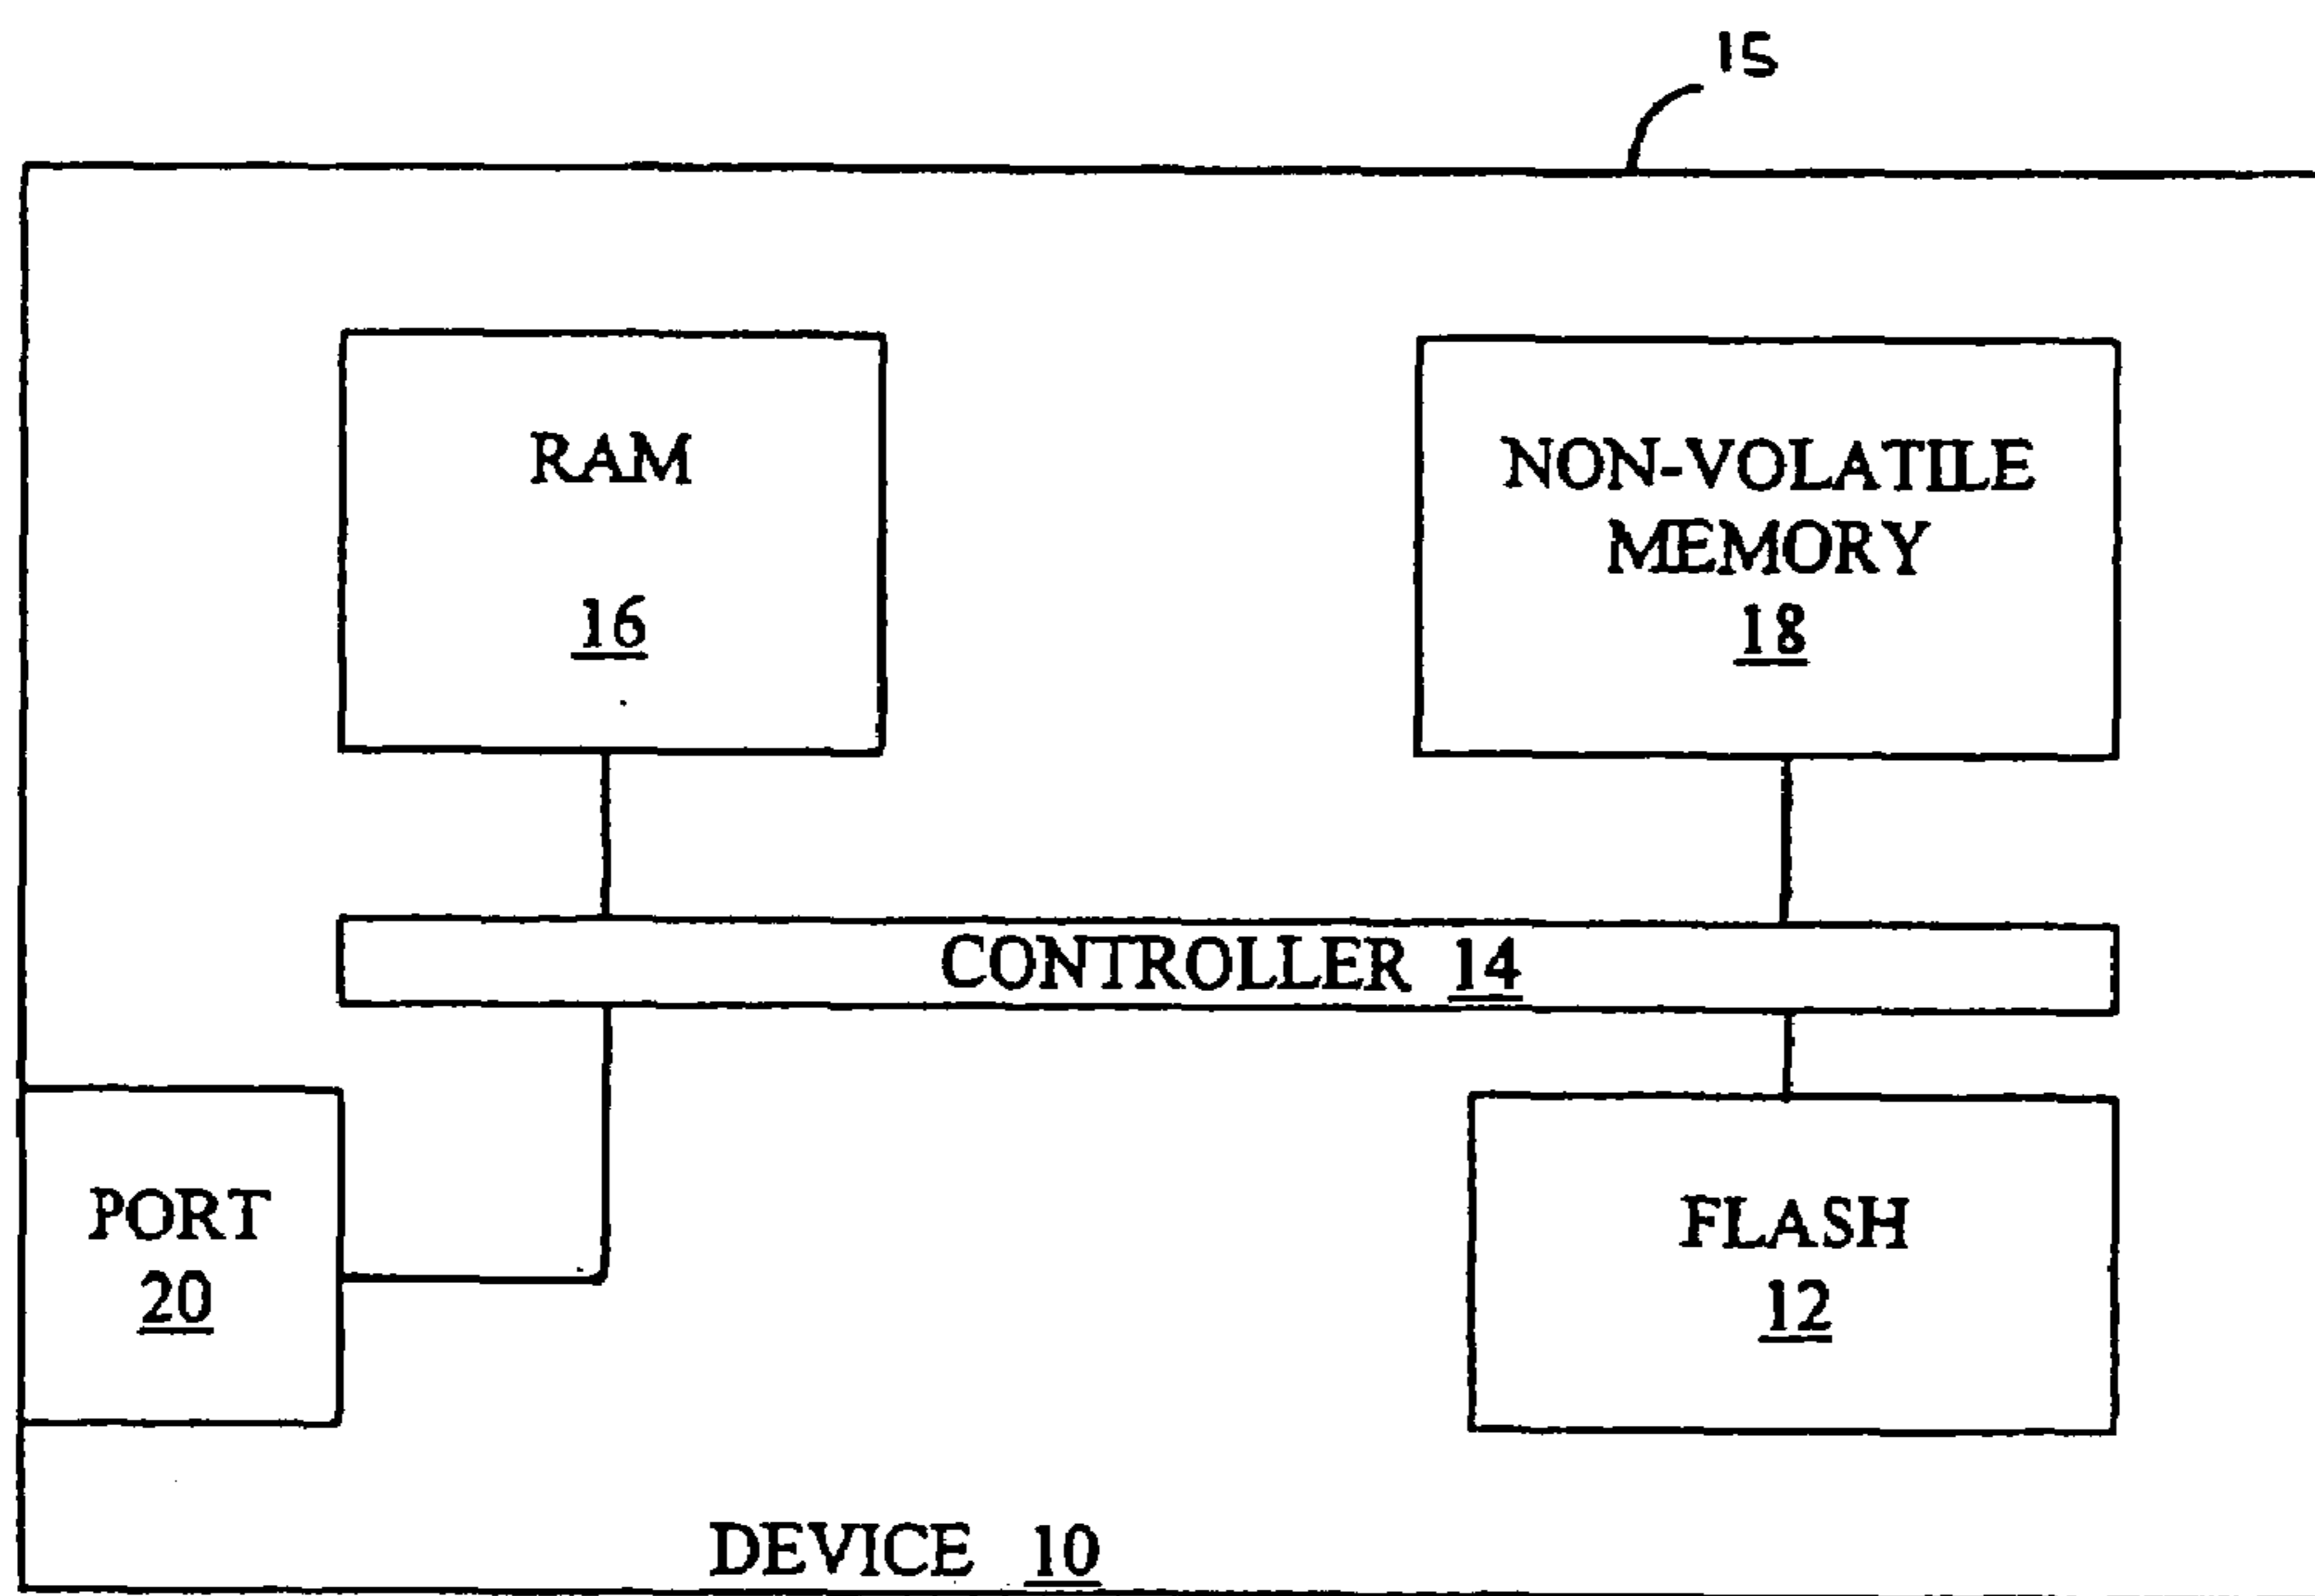 15
RAM
16
NON-VOLATILE
MEMORY
18
CONTROLLER 14
PORT
20
FLASH
12
DEVICE 10